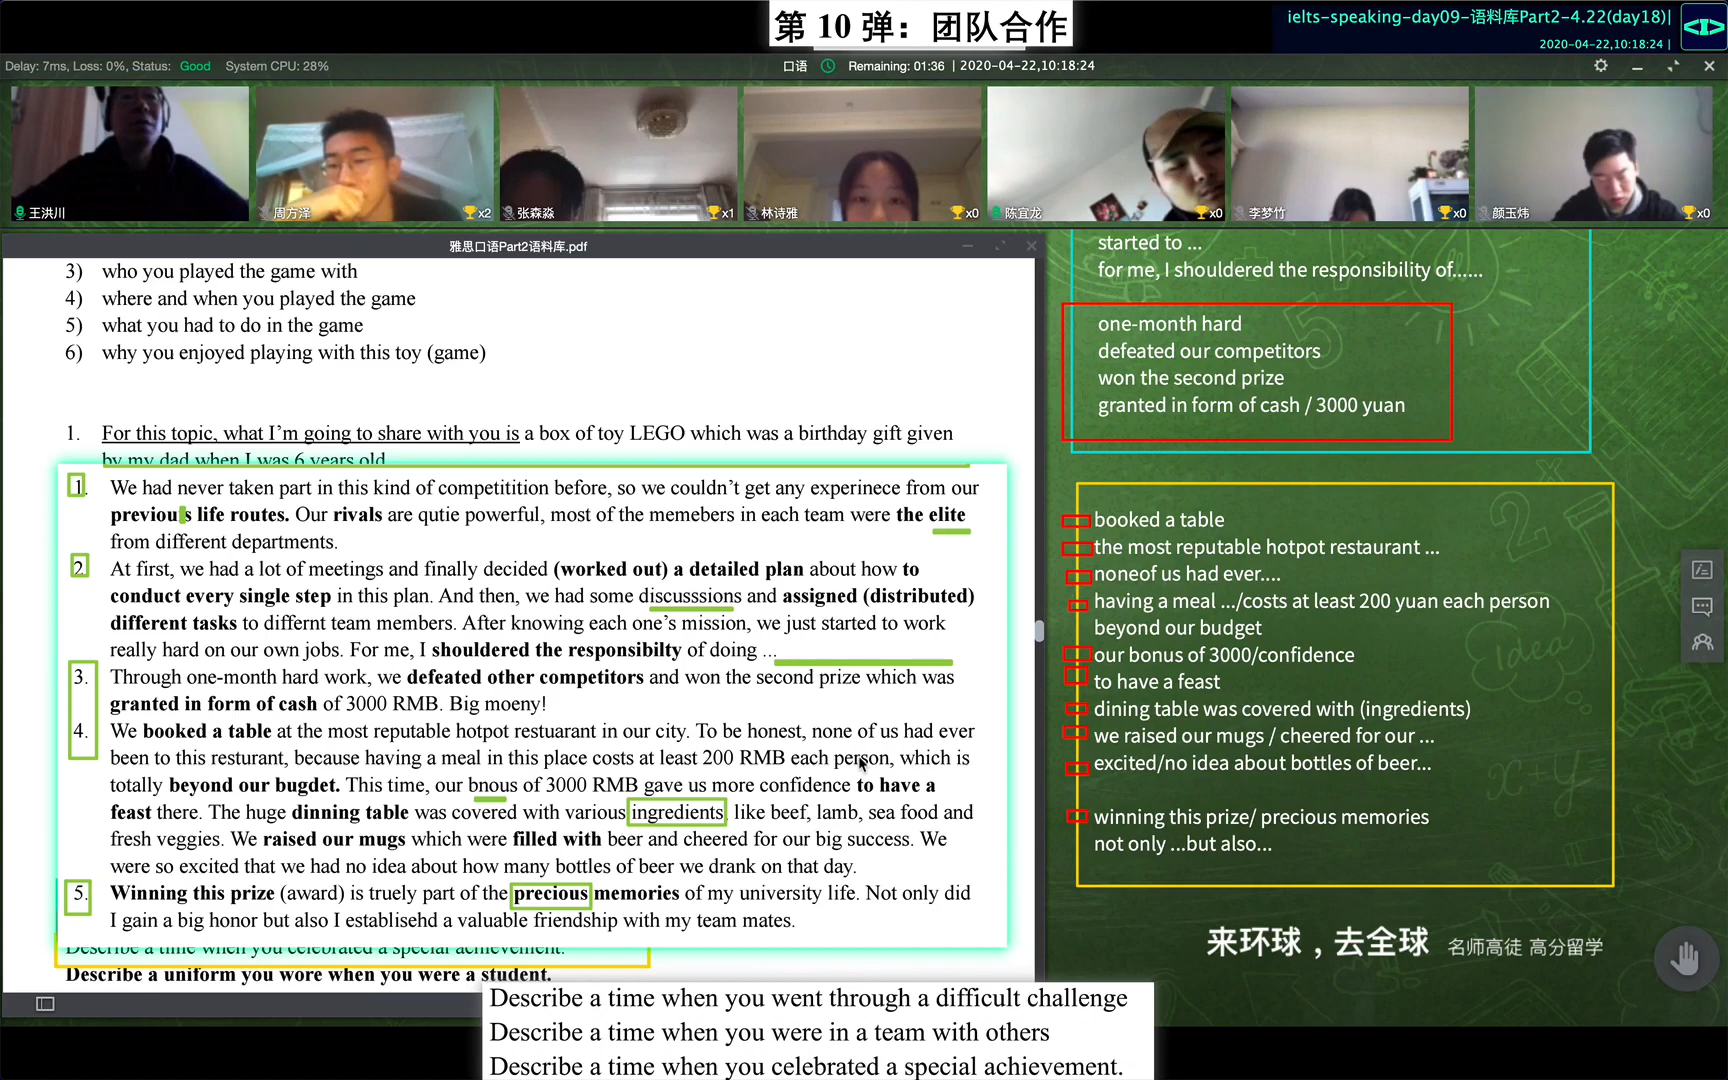 第 10 弹：团队合作
ielts-speaking-day09-语料库Part2-4.22(day18)|
2020-04-22,10:18:24 |
Delay: 7ms, Loss: 0%, Status: Good System CPU: 28%
口语 Remaining: 01:36 | 2020-04-22,10:18:24
王洪川
周方泽 x2
张森淼 x1
林诗雅 x0
陈宜龙 x0
李梦竹 x0
颜玉炜 x0
雅思口语Part2语料库.pdf
3) who you played the game with
4) where and when you played the game
5) what you had to do in the game
6) why you enjoyed playing with this toy (game)
1. For this topic, what I'm going to share with you is a box of toy LEGO which was a birthday gift given
by my dad when I was 6 years old
1. We had never taken part in this kind of competitition before, so we couldn't get any experinece from our
previous life routes. Our rivals are qutie powerful, most of the memebers in each team were the elite
from different departments.
2. At first, we had a lot of meetings and finally decided (worked out) a detailed plan about how to
conduct every single step in this plan. And then, we had some discusssions and assigned (distributed)
different tasks to differnt team members. After knowing each one's mission, we just started to work
really hard on our own jobs. For me, I shouldered the responsibilty of doing ...
3. Through one-month hard work, we defeated other competitors and won the second prize which was
granted in form of cash of 3000 RMB. Big moeny!
4. We booked a table at the most reputable hotpot restuarant in our city. To be honest, none of us had ever
been to this resturant, because having a meal in this place costs at least 200 RMB each person, which is
totally beyond our bugdet. This time, our bnous of 3000 RMB gave us more confidence to have a
feast there. The huge dinning table was covered with various ingredients, like beef, lamb, sea food and
fresh veggies. We raised our mugs which were filled with beer and cheered for our big success. We
were so excited that we had no idea about how many bottles of beer we drank on that day.
5. Winning this prize (award) is truely part of the precious memories of my university life. Not only did
I gain a big honor but also I establisehd a valuable friendship with my team mates.
Describe a time when you celebrated a special achievement.
Describe a uniform you wore when you were a student.
Describe a time when you went through a difficult challenge
Describe a time when you were in a team with others
Describe a time when you celebrated a special achievement.
started to ...
for me, I shouldered the responsibility of......
one-month hard
defeated our competitors
won the second prize
granted in form of cash / 3000 yuan
booked a table
the most reputable hotpot restaurant ...
noneof us had ever....
having a meal .../costs at least 200 yuan each person
beyond our budget
our bonus of 3000/confidence
to have a feast
dining table was covered with (ingredients)
we raised our mugs / cheered for our ...
excited/no idea about bottles of beer...
winning this prize/ precious memories
not only ...but also...
来环球，去全球 名师高徒 高分留学